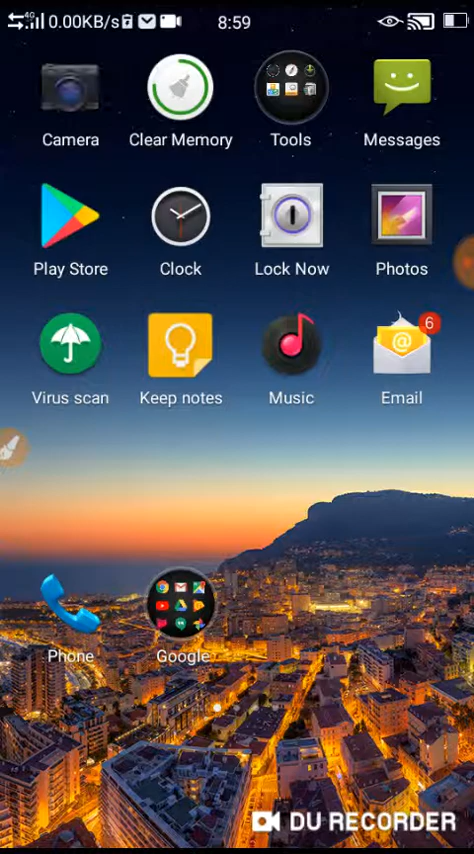 4G 0.00KB/s 8:59
Camera Clear Memory Tools Messages
Play Store Clock Lock Now Photos
6
Virus scan Keep notes Music Email
Phone Google
DU RECORDER